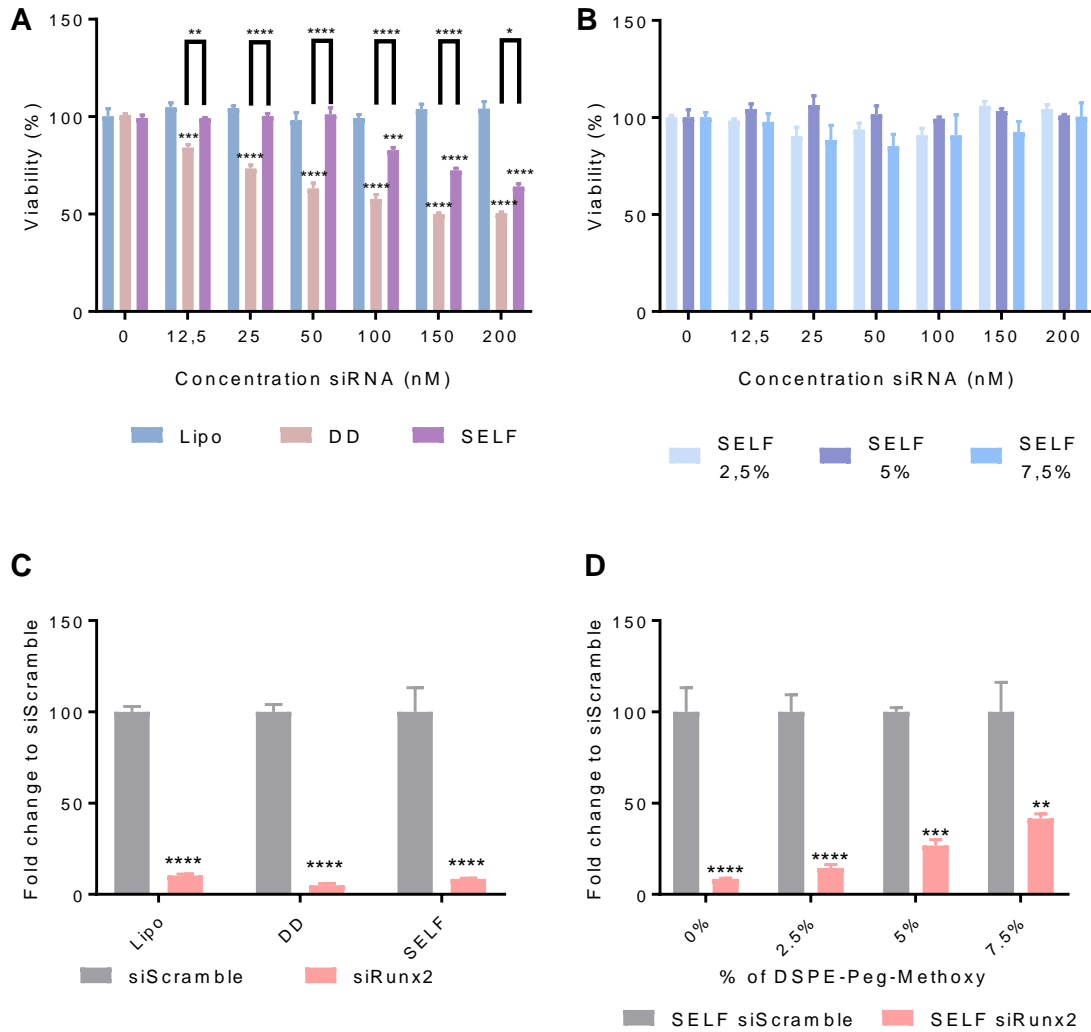 A
150
100
50
0
Viability (%)
** **** **** **** **** *
*** **** **** **** *** **** **** **** ****
0 12,5 25 50 100 150 200
Concentration siRNA (nM)
Lipo DD SELF
B
150
100
50
0
Viability (%)
0 12,5 25 50 100 150 200
Concentration siRNA (nM)
SELF 2,5%
SELF 5%
SELF 7,5%
C
150
100
50
0
Fold change to siScramble
**** **** ****
Lipo DD SELF
siScramble siRunx2
D
150
100
50
0
Fold change to siScramble
**** **** *** **
0% 2.5% 5% 7.5%
% of DSPE-Peg-Methoxy
SELF siScramble SELF siRunx2